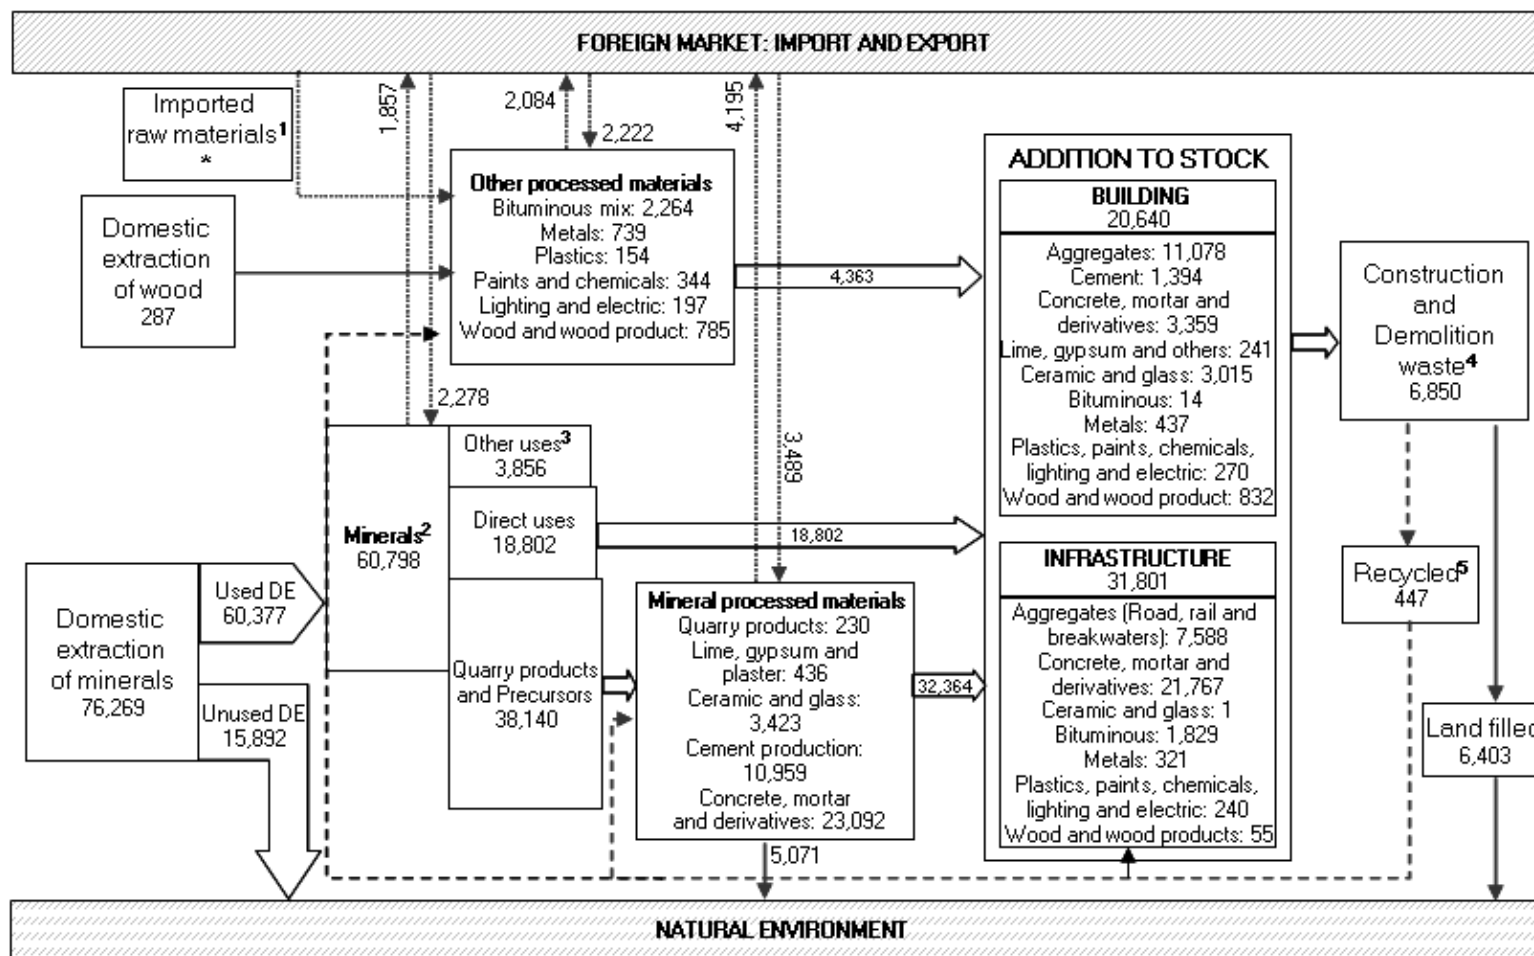 FOREIGN MARKET: IMPORT AND EXPORT
Imported
raw materials1
*
1,857
2,084
2,222
4,195
Domestic
extraction
of wood
287
Other processed materials
Bituminous mix: 2,264
Metals: 739
Plastics: 154
Paints and chemicals: 344
Lighting and electric: 197
Wood and wood product: 785
4,363
2,278
3,489
ADDITION TO STOCK
BUILDING
20,640
Aggregates: 11,078
Cement: 1,394
Concrete, mortar and
derivatives: 3,359
Lime, gypsum and others: 241
Ceramic and glass: 3,015
Bituminous: 14
Metals: 437
Plastics, paints, chemicals,
lighting and electric: 270
Wood and wood product: 832
Construction
and
Demolition
waste4
6,850
Minerals2
60,798
Other uses3
3,856
Direct uses
18,802
18,802
Quarry products
and Precursors
38,140
Domestic
extraction
of minerals
76,269
Used DE
60,377
Unused DE
15,892
Mineral processed materials
Quarry products: 230
Lime, gypsum and
plaster: 436
Ceramic and glass:
3,423
Cement production:
10,959
Concrete, mortar
and derivatives: 23,092
32,364
5,071
INFRASTRUCTURE
31,801
Aggregates (Road, rail and
breakwaters): 7,588
Concrete, mortar and
derivatives: 21,767
Ceramic and glass: 1
Bituminous: 1,829
Metals: 321
Plastics, paints, chemicals,
lighting and electric: 240
Wood and wood products: 55
Recycled5
447
Land filled
6,403
NATURAL ENVIRONMENT